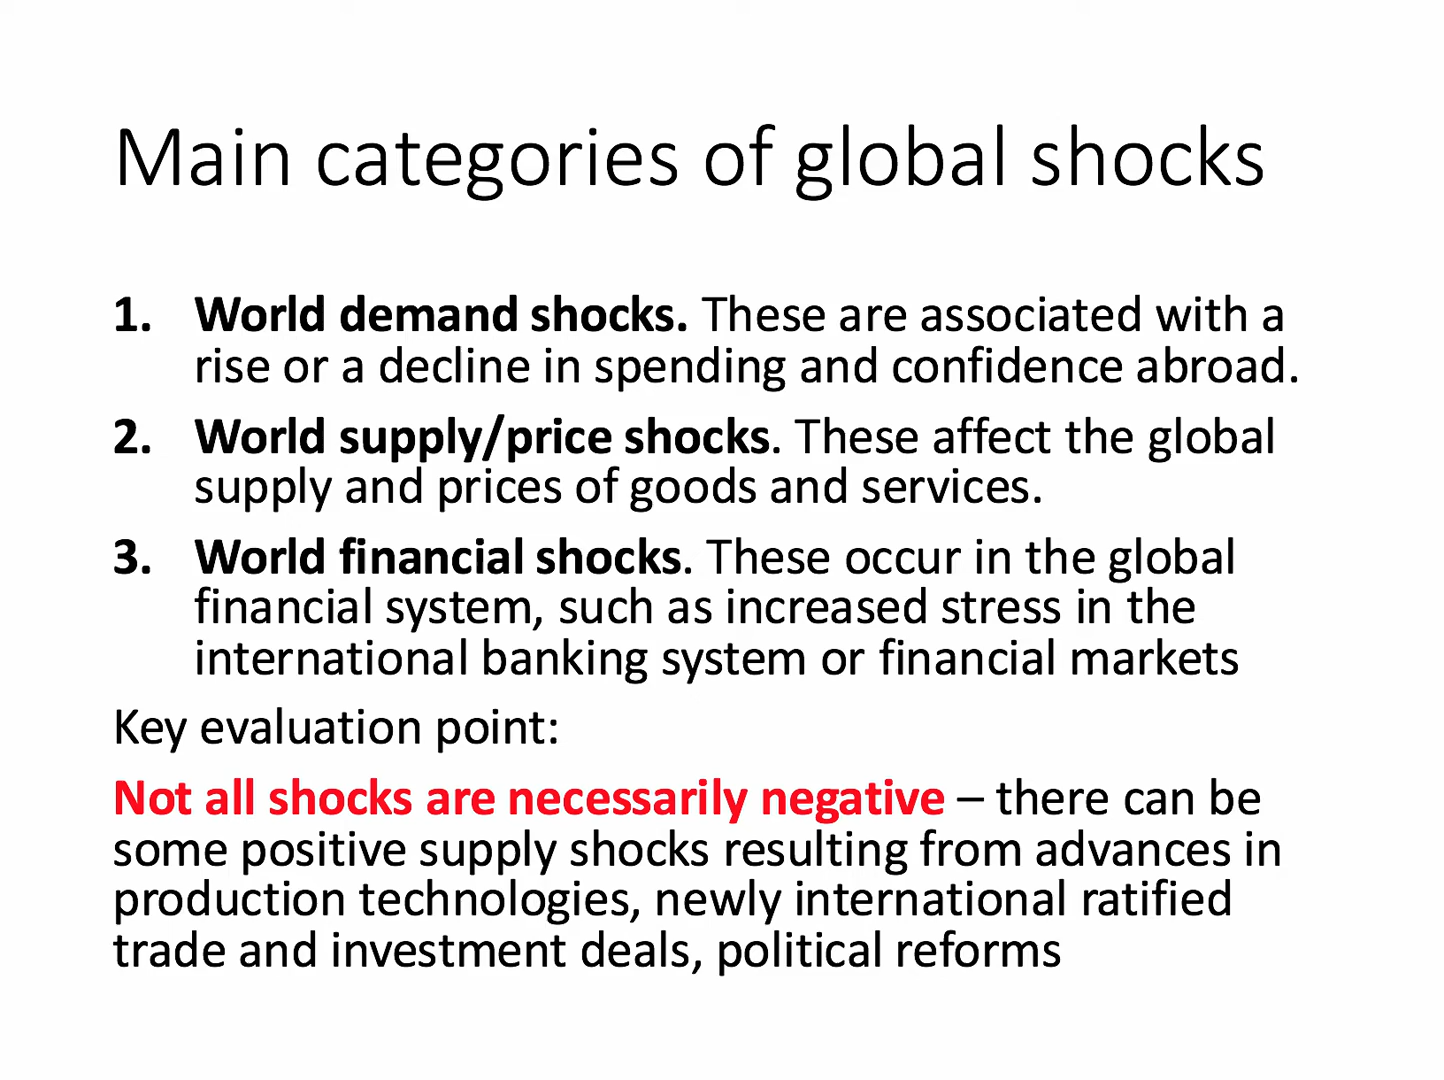 Main categories of global shocks
1. World demand shocks. These are associated with a
rise or a decline in spending and confidence abroad.
2. World supply/price shocks. These affect the global
supply and prices of goods and services.
3. World financial shocks. These occur in the global
financial system, such as increased stress in the
international banking system or financial markets
Key evaluation point:
Not all shocks are necessarily negative – there can be
some positive supply shocks resulting from advances in
production technologies, newly international ratified
trade and investment deals, political reforms